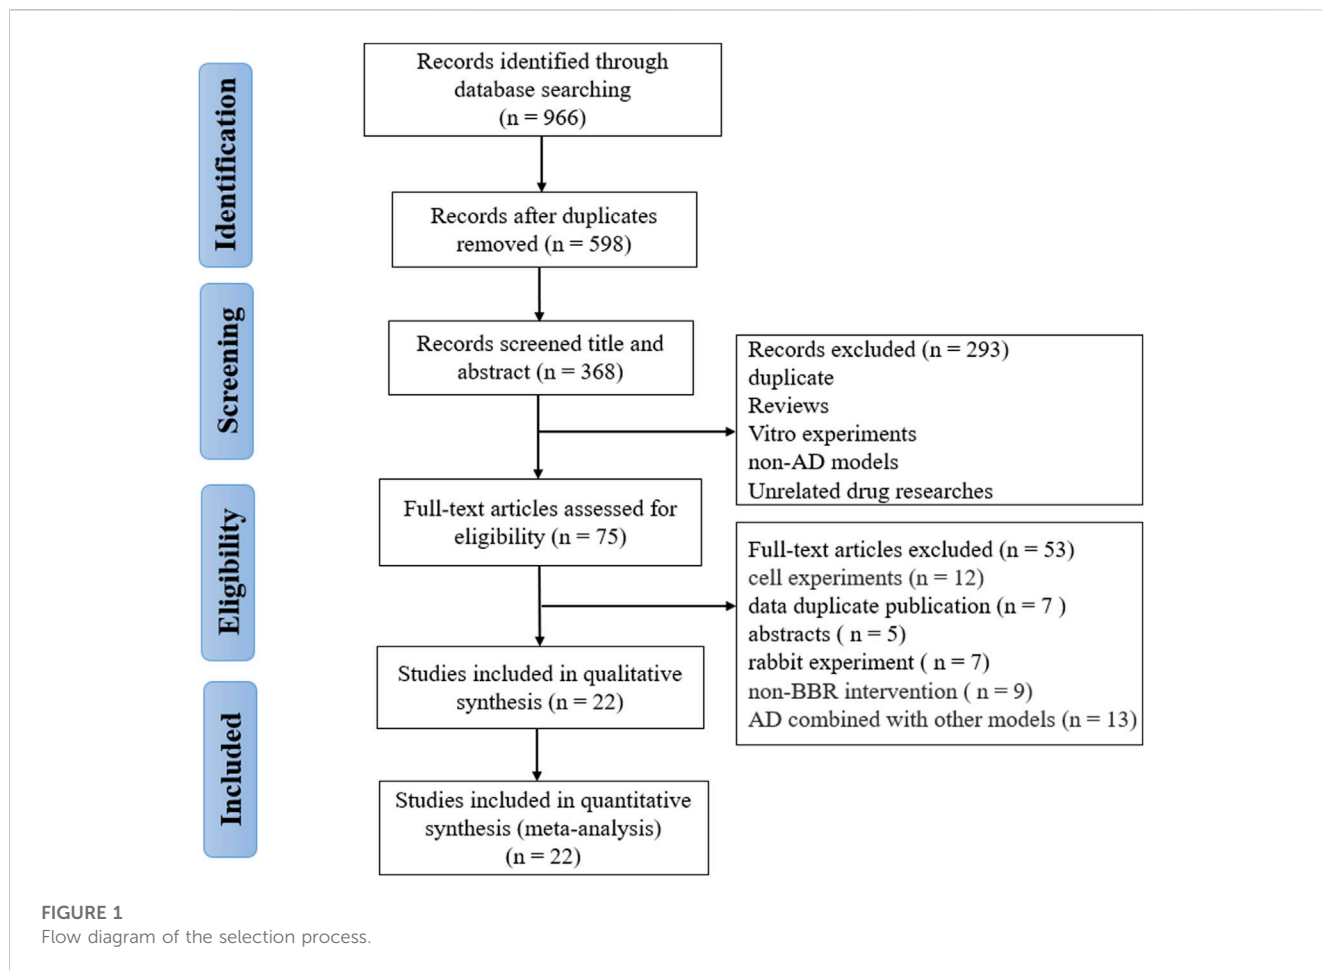 Identification
Records identified through
database searching
(n = 966)
Records after duplicates
removed (n = 598)
Screening
Records screened title and
abstract (n = 368)
Records excluded (n = 293)
duplicate
Reviews
Vitro experiments
non-AD models
Unrelated drug researches
Eligibility
Full-text articles assessed for
eligibility (n = 75)
Full-text articles excluded (n = 53)
cell experiments (n = 12)
data duplicate publication (n = 7 )
abstracts ( n = 5)
rabbit experiment ( n = 7)
non-BBR intervention ( n = 9)
AD combined with other models (n = 13)
Studies included in qualitative
synthesis (n = 22)
Included
Studies included in quantitative
synthesis (meta-analysis)
(n = 22)
FIGURE 1
Flow diagram of the selection process.